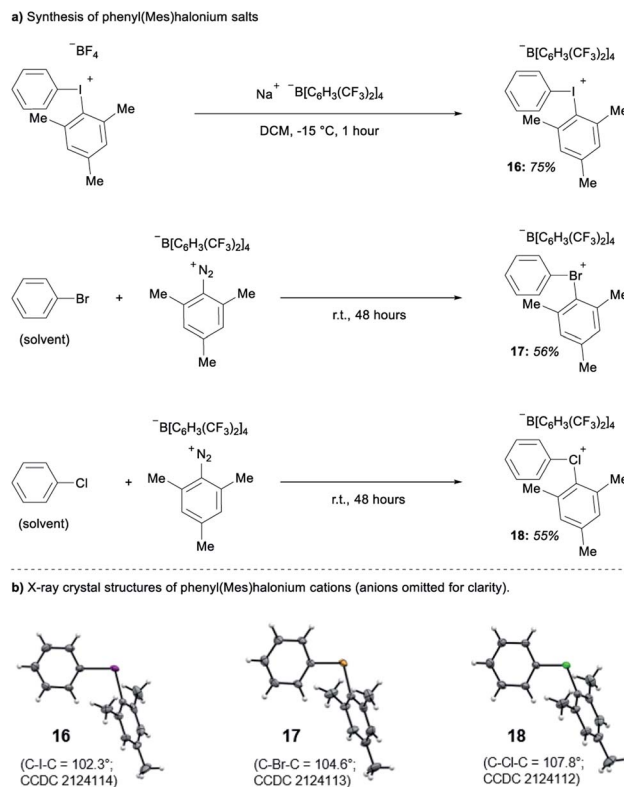 a) Synthesis of phenyl(Mes)halonium salts
⁻BF₄
I⁺
Me
Me
Me
Na⁺ ⁻B[C₆H₃(CF₃)₂]₄
DCM, -15 °C, 1 hour
⁻B[C₆H₃(CF₃)₂]₄
I⁺
Me
Me
Me
16: 75%
Br
(solvent)
+
⁻B[C₆H₃(CF₃)₂]₄
⁺N₂
Me
Me
Me
r.t., 48 hours
⁻B[C₆H₃(CF₃)₂]₄
Br⁺
Me
Me
Me
17: 56%
Cl
(solvent)
+
⁻B[C₆H₃(CF₃)₂]₄
⁺N₂
Me
Me
Me
r.t., 48 hours
⁻B[C₆H₃(CF₃)₂]₄
Cl⁺
Me
Me
Me
18: 55%
b) X-ray crystal structures of phenyl(Mes)halonium cations (anions omitted for clarity).
16
(C-I-C = 102.3°;
CCDC 2124114)
17
(C-Br-C = 104.6°;
CCDC 2124113)
18
(C-Cl-C = 107.8°;
CCDC 2124112)